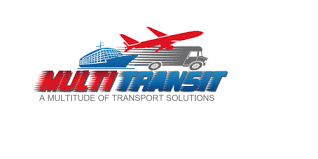 MULTI TRANSIT
A MULTITUDE OF TRANSPORT SOLUTIONS